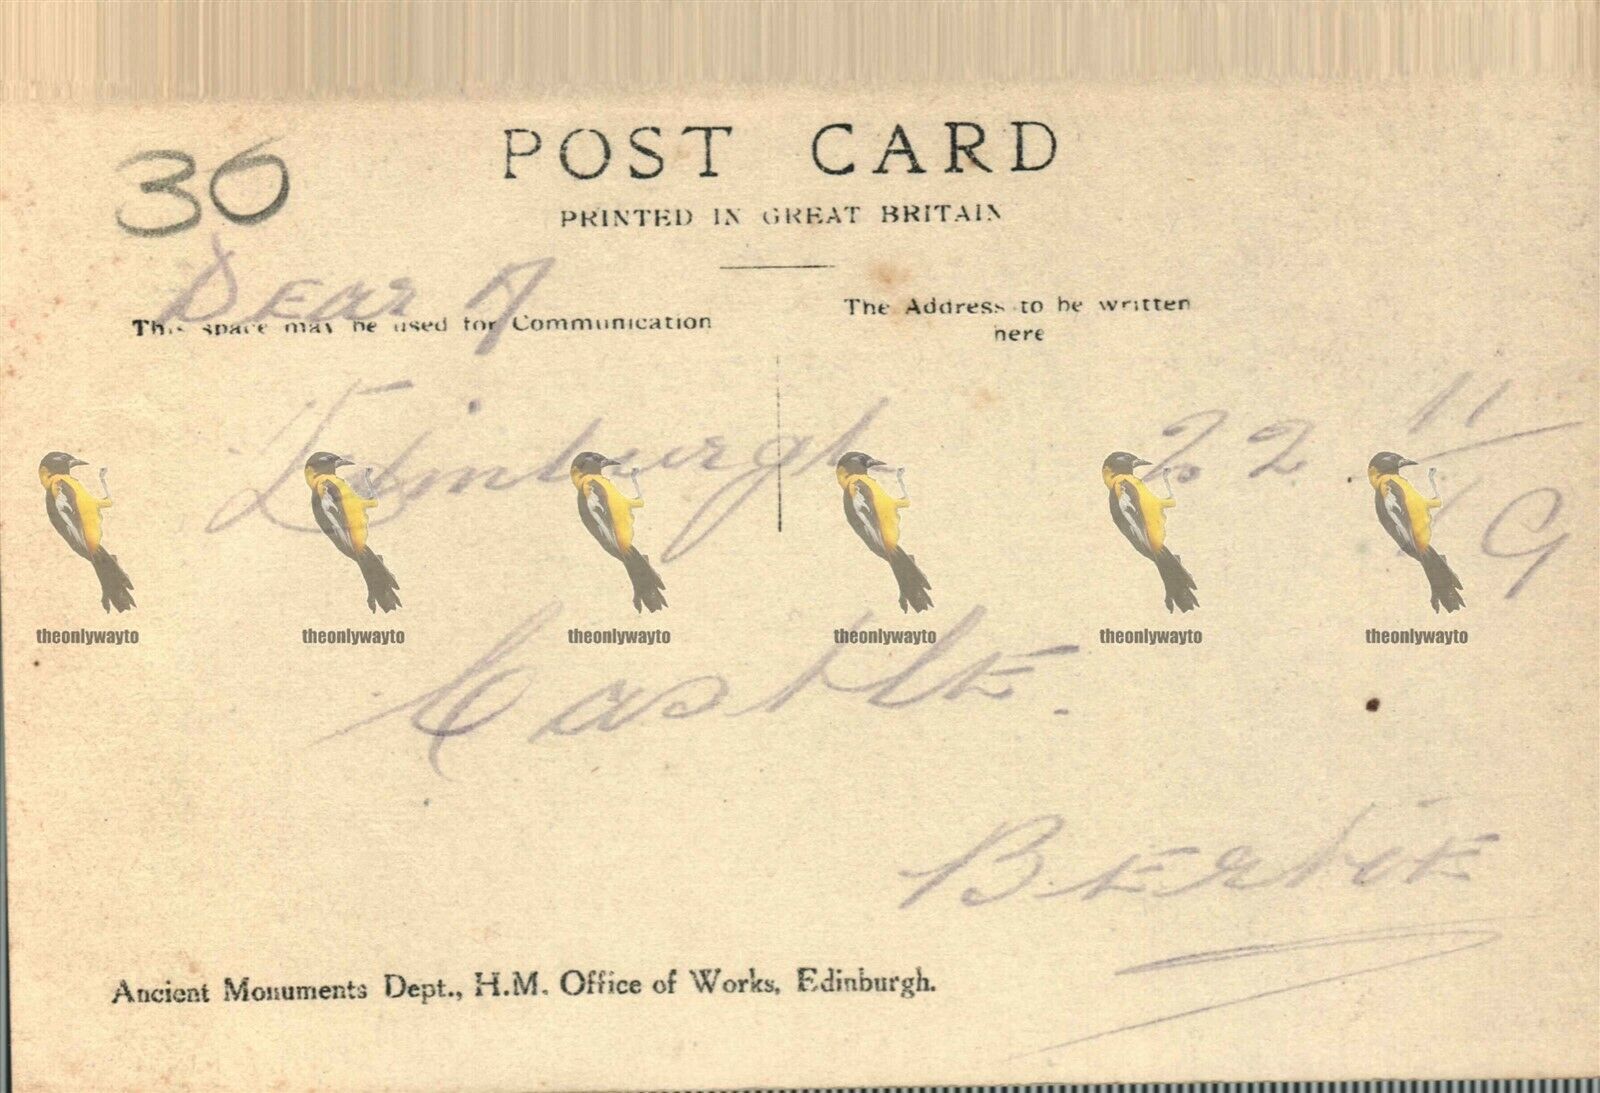 POST CARD
30
PRINTED IN GREAT BRITAIN
Dear A
This space may be used for Communication
The Address to be written
here
Edinburgh 22. 11
19
theonlywayto theonlywayto theonlywayto theonlywayto theonlywayto theonlywayto
Castle.
Bertie
Ancient Monuments Dept., H.M. Office of Works, Edinburgh.